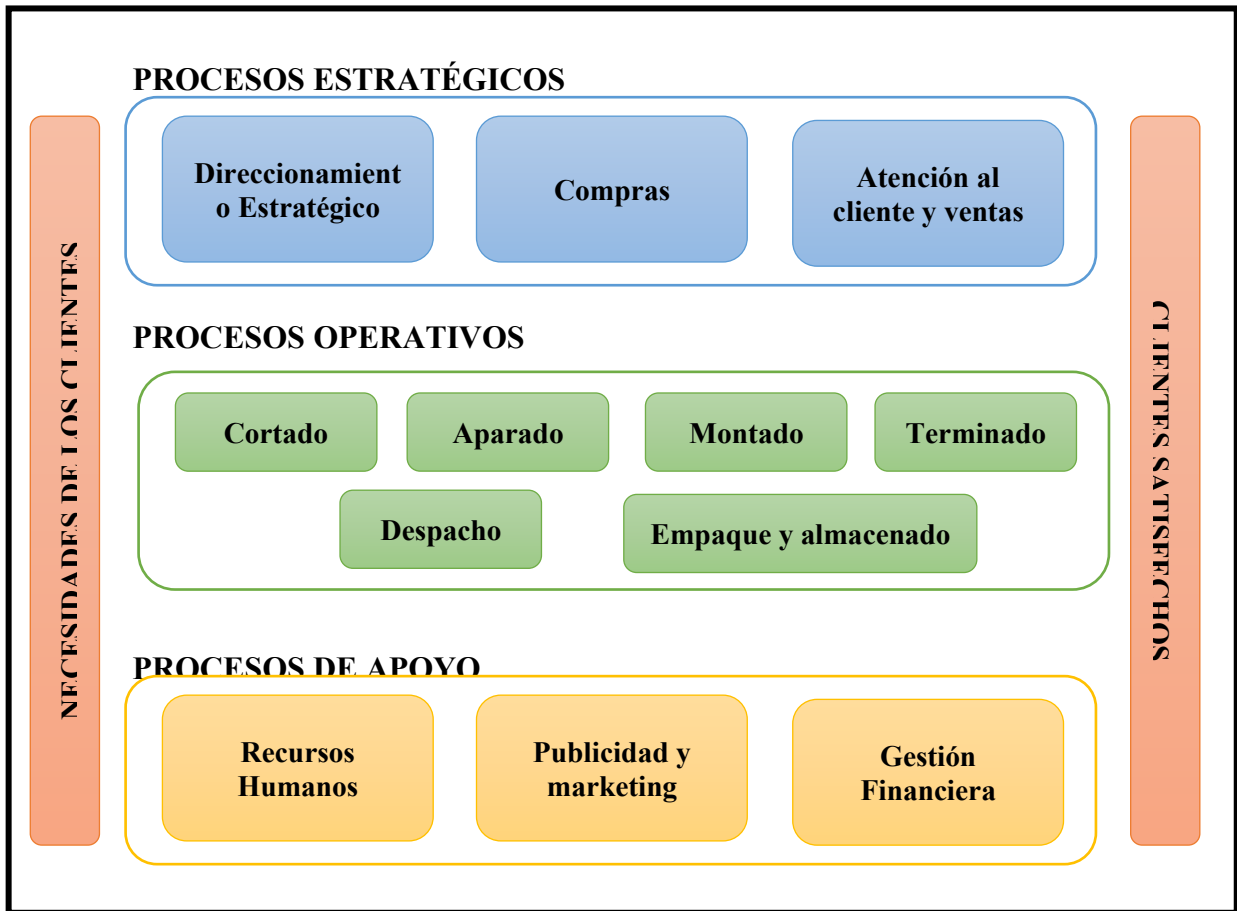 PROCESOS ESTRATÉGICOS
Direccionamient
o Estratégico
Compras
Atención al
cliente y ventas
PROCESOS OPERATIVOS
Cortado
Aparado
Montado
Terminado
Despacho
Empaque y almacenado
PROCESOS DE APOYO
Recursos
Humanos
Publicidad y
marketing
Gestión
Financiera
NECESIDADES DE LOS CLIENTES
CLIENTES SATISFECHOS